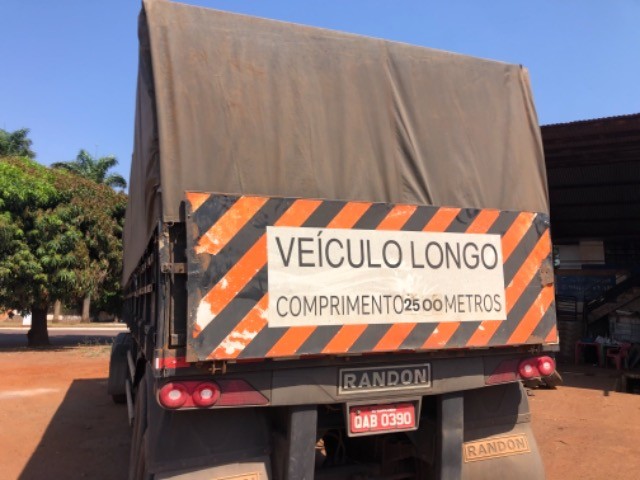 VEÍCULO LONGO
COMPRIMENTO 25 00 METROS
RANDON
QAB 0390
RANDON